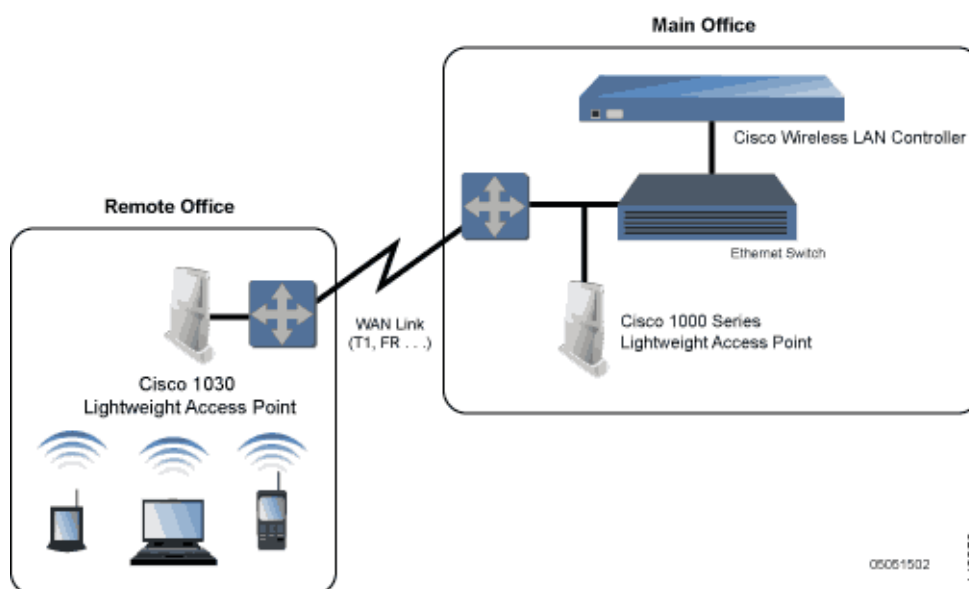 Main Office
Cisco Wireless LAN Controller
Remote Office
Ethernet Switch
WAN Link
(T1, FR . . .)
Cisco 1000 Series
Lightweight Access Point
Cisco 1030
Lightweight Access Point
05051502